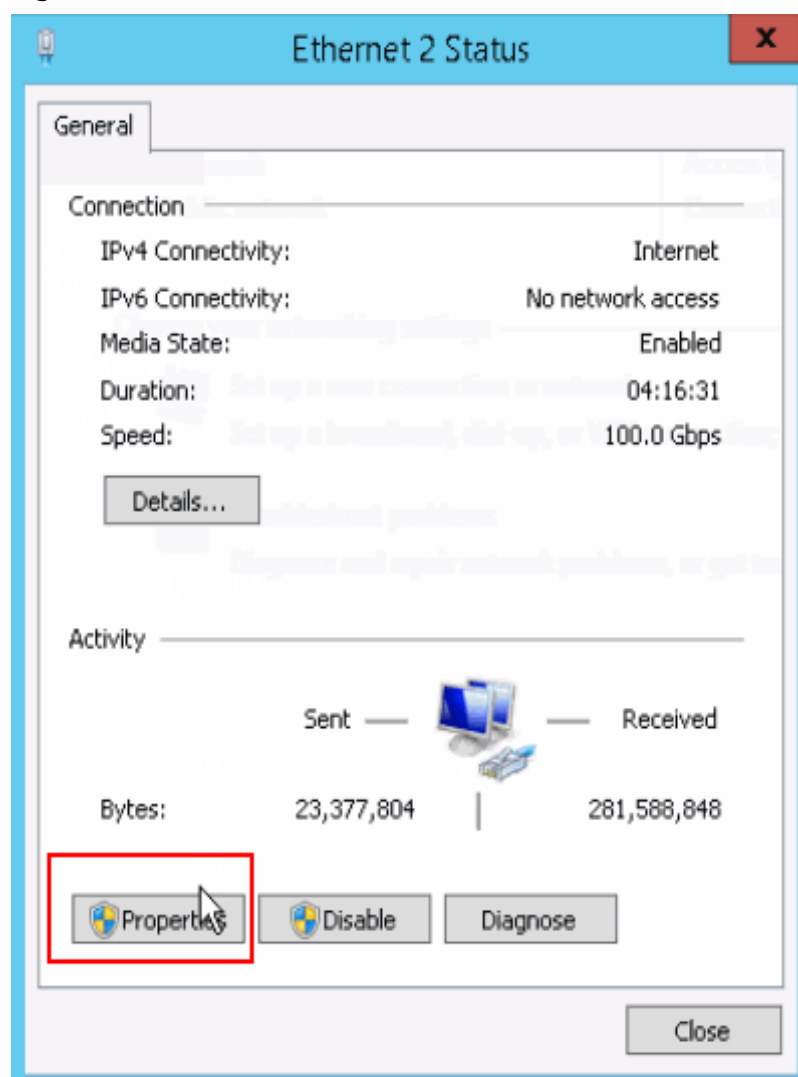 Ethernet 2 Status
X
General
Connection
IPv4 Connectivity: Internet
IPv6 Connectivity: No network access
Media State: Enabled
Duration: 04:16:31
Speed: 100.0 Gbps
Details...
Activity
Sent Received
Bytes: 23,377,804 281,588,848
Properties Disable Diagnose
Close